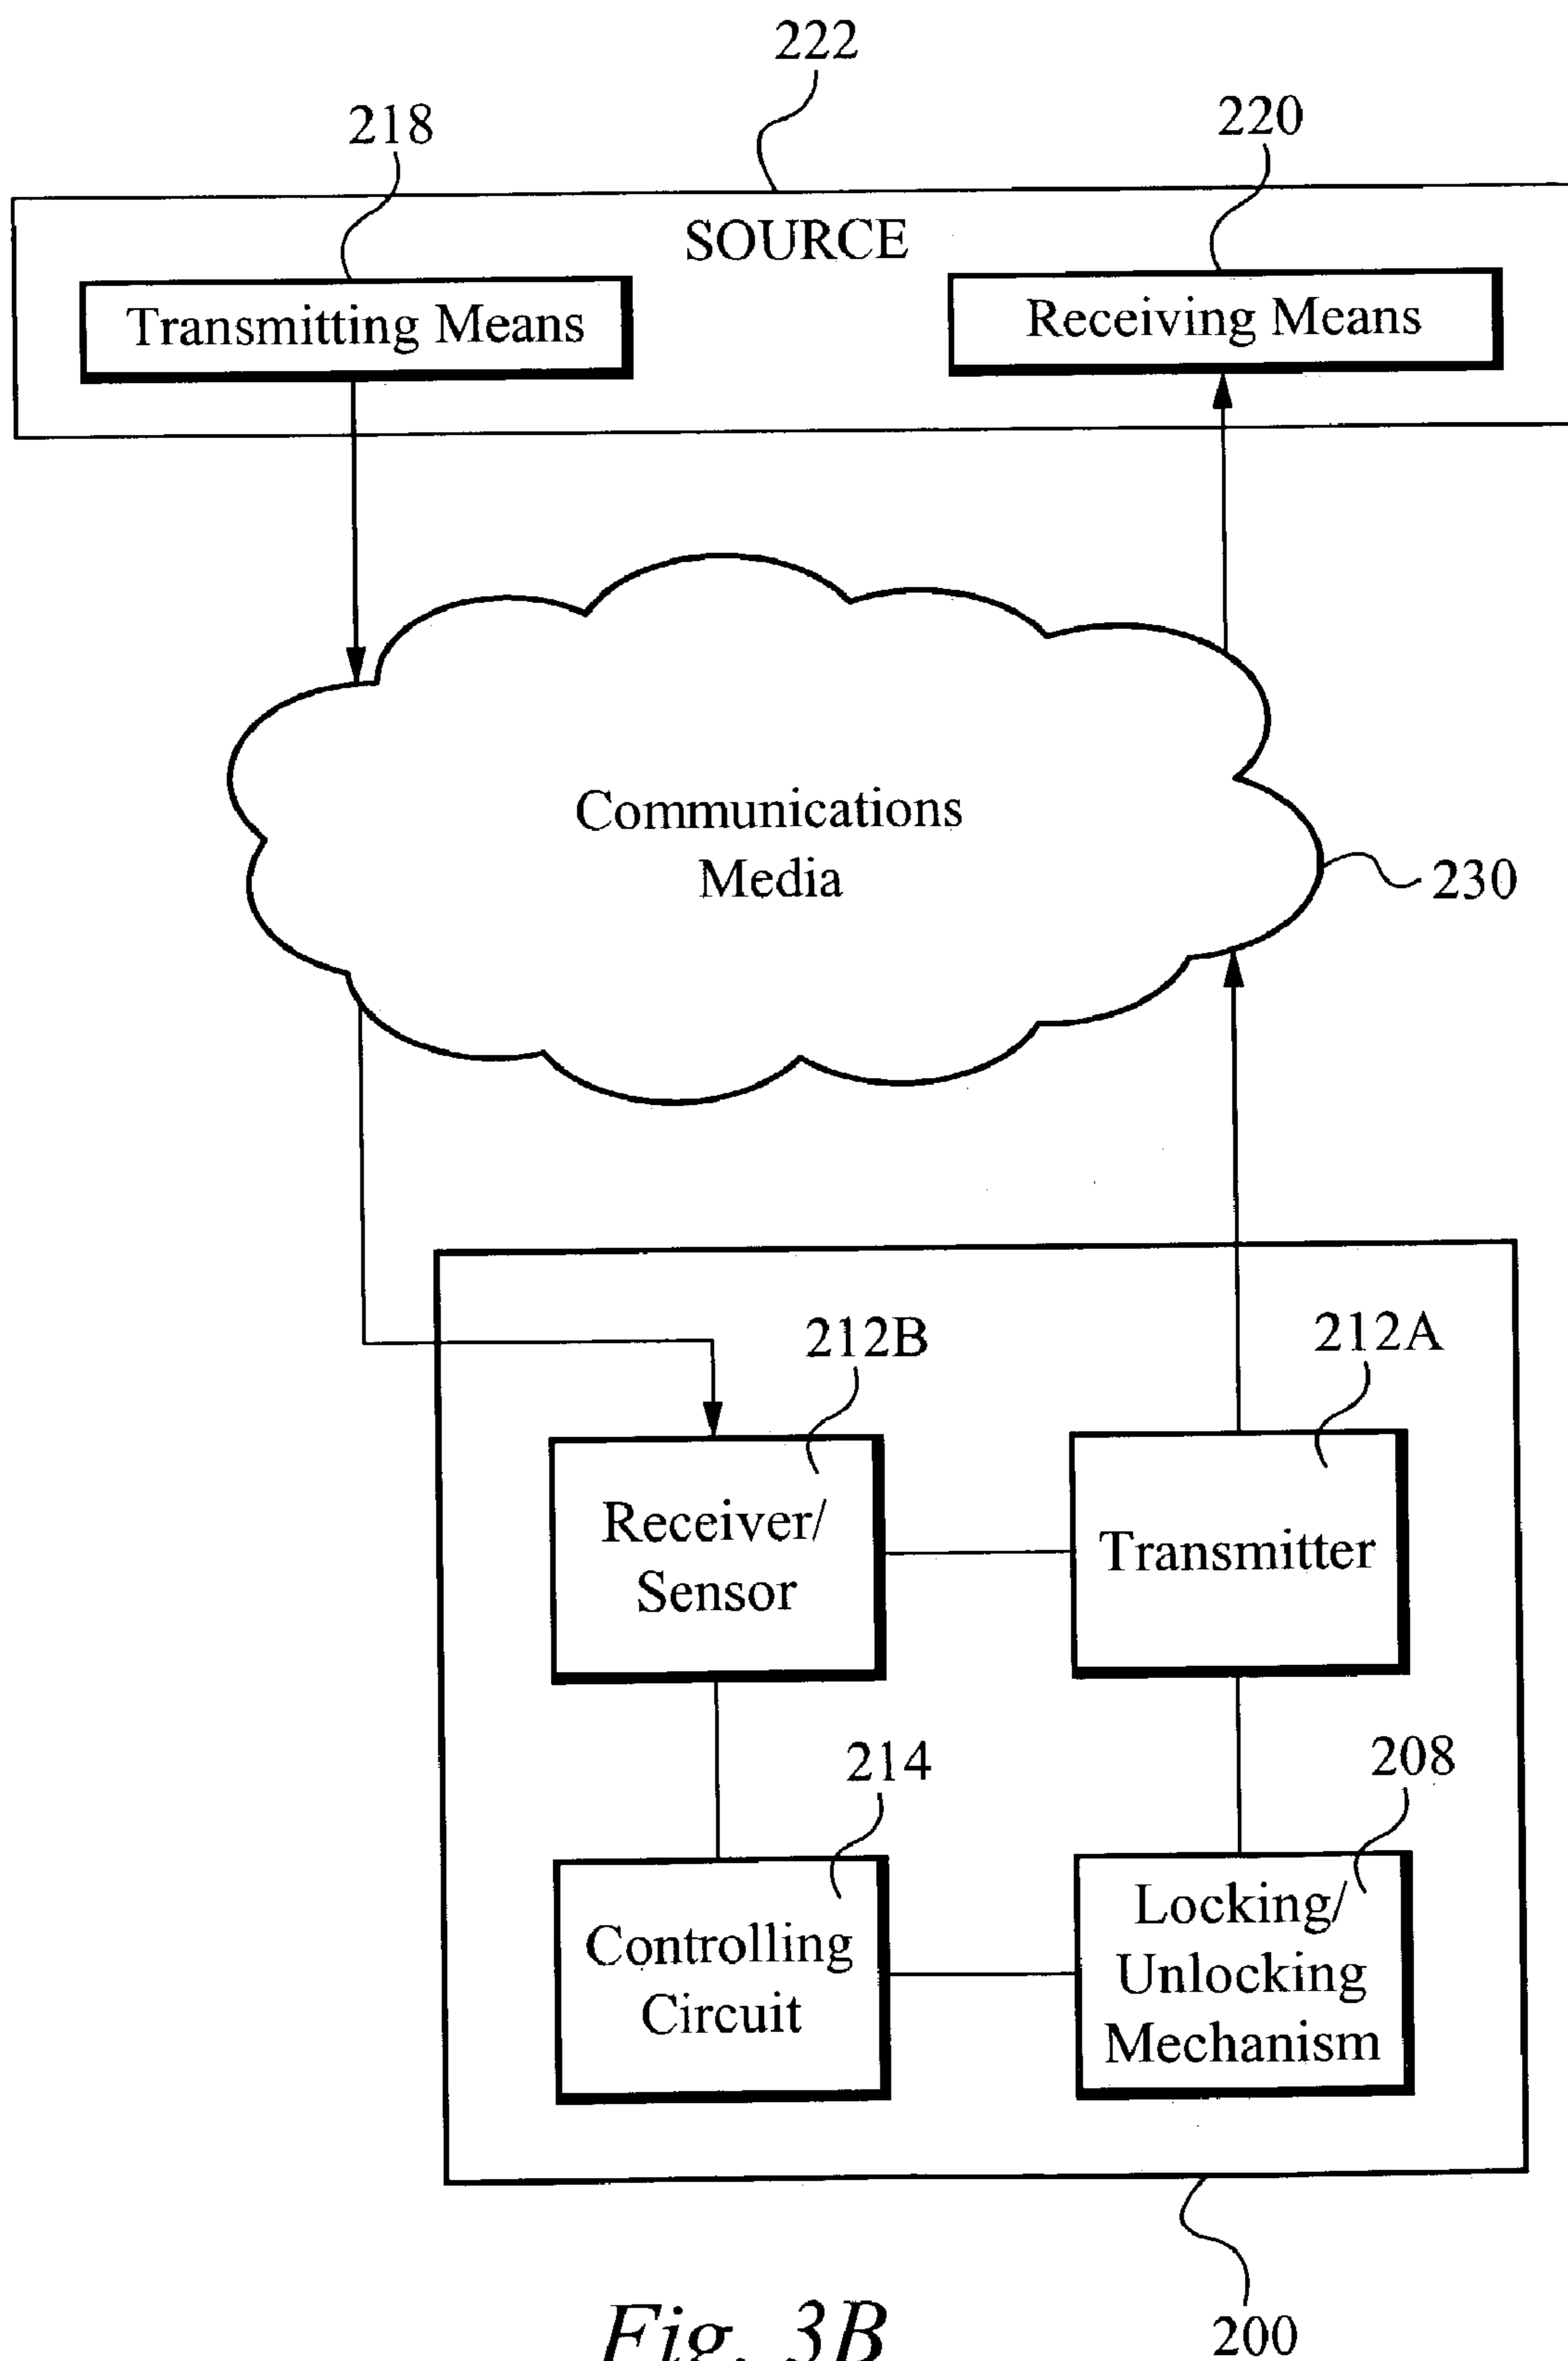 222
218
220
SOURCE
Transmitting Means
Receiving Means
Communications
Media
230
212B
212A
Receiver/
Sensor
Transmitter
214
208
Controlling
Circuit
Locking/
Unlocking
Mechanism
200
Fig. 3B